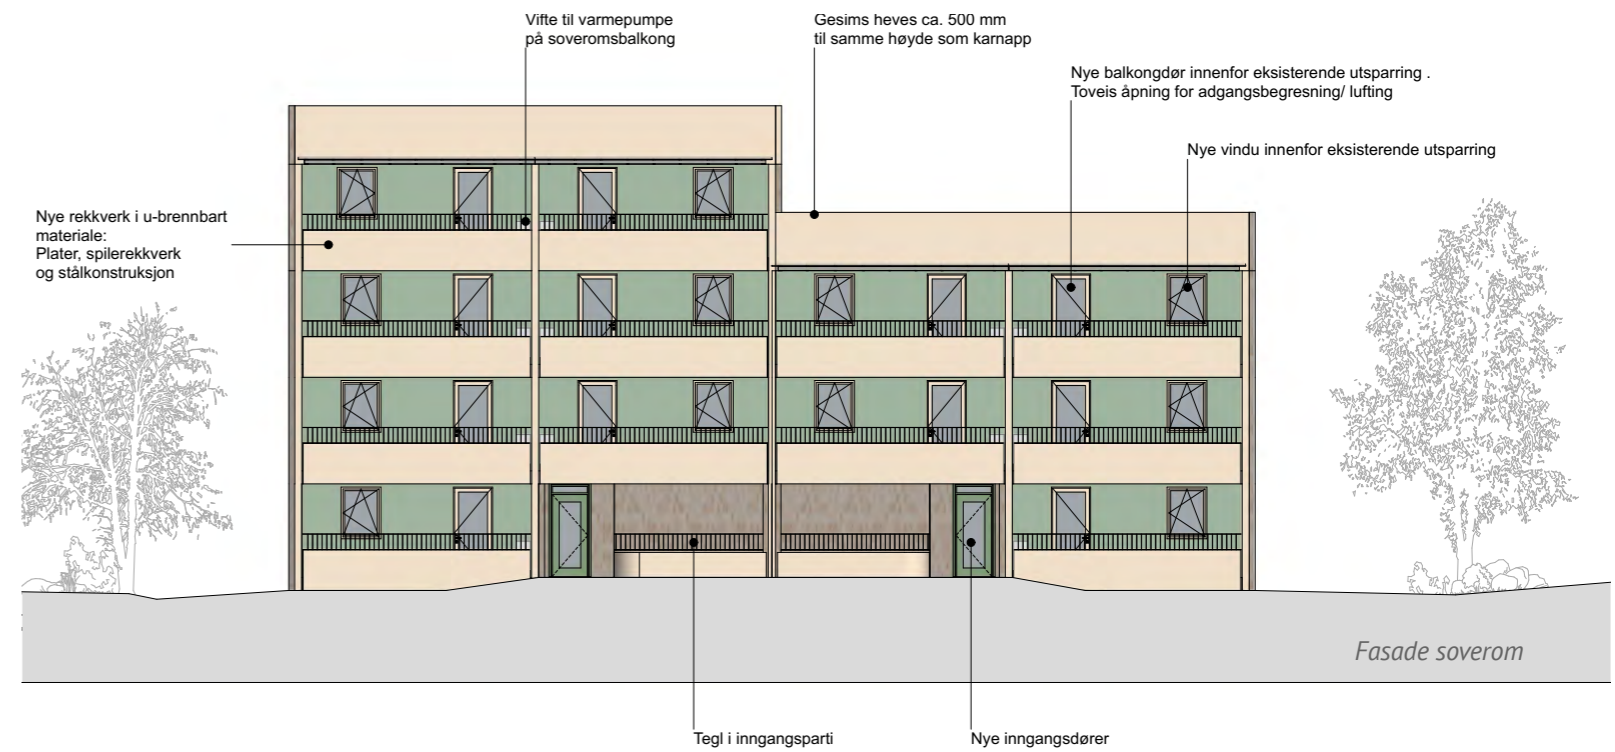 Vifte til varmepumpe
på soveromsbalkong
Gesims heves ca. 500 mm
til samme høyde som karnapp
Nye balkongdør innenfor eksisterende utsparring .
Toveis åpning for adgangsbegresning/ lufting
Nye vindu innenfor eksisterende utsparring
Nye rekkverk i u-brennbart
materiale:
Plater, spilerekkverk
og stålkonstruksjon
Fasade soverom
Tegl i inngangsparti
Nye inngangsdører